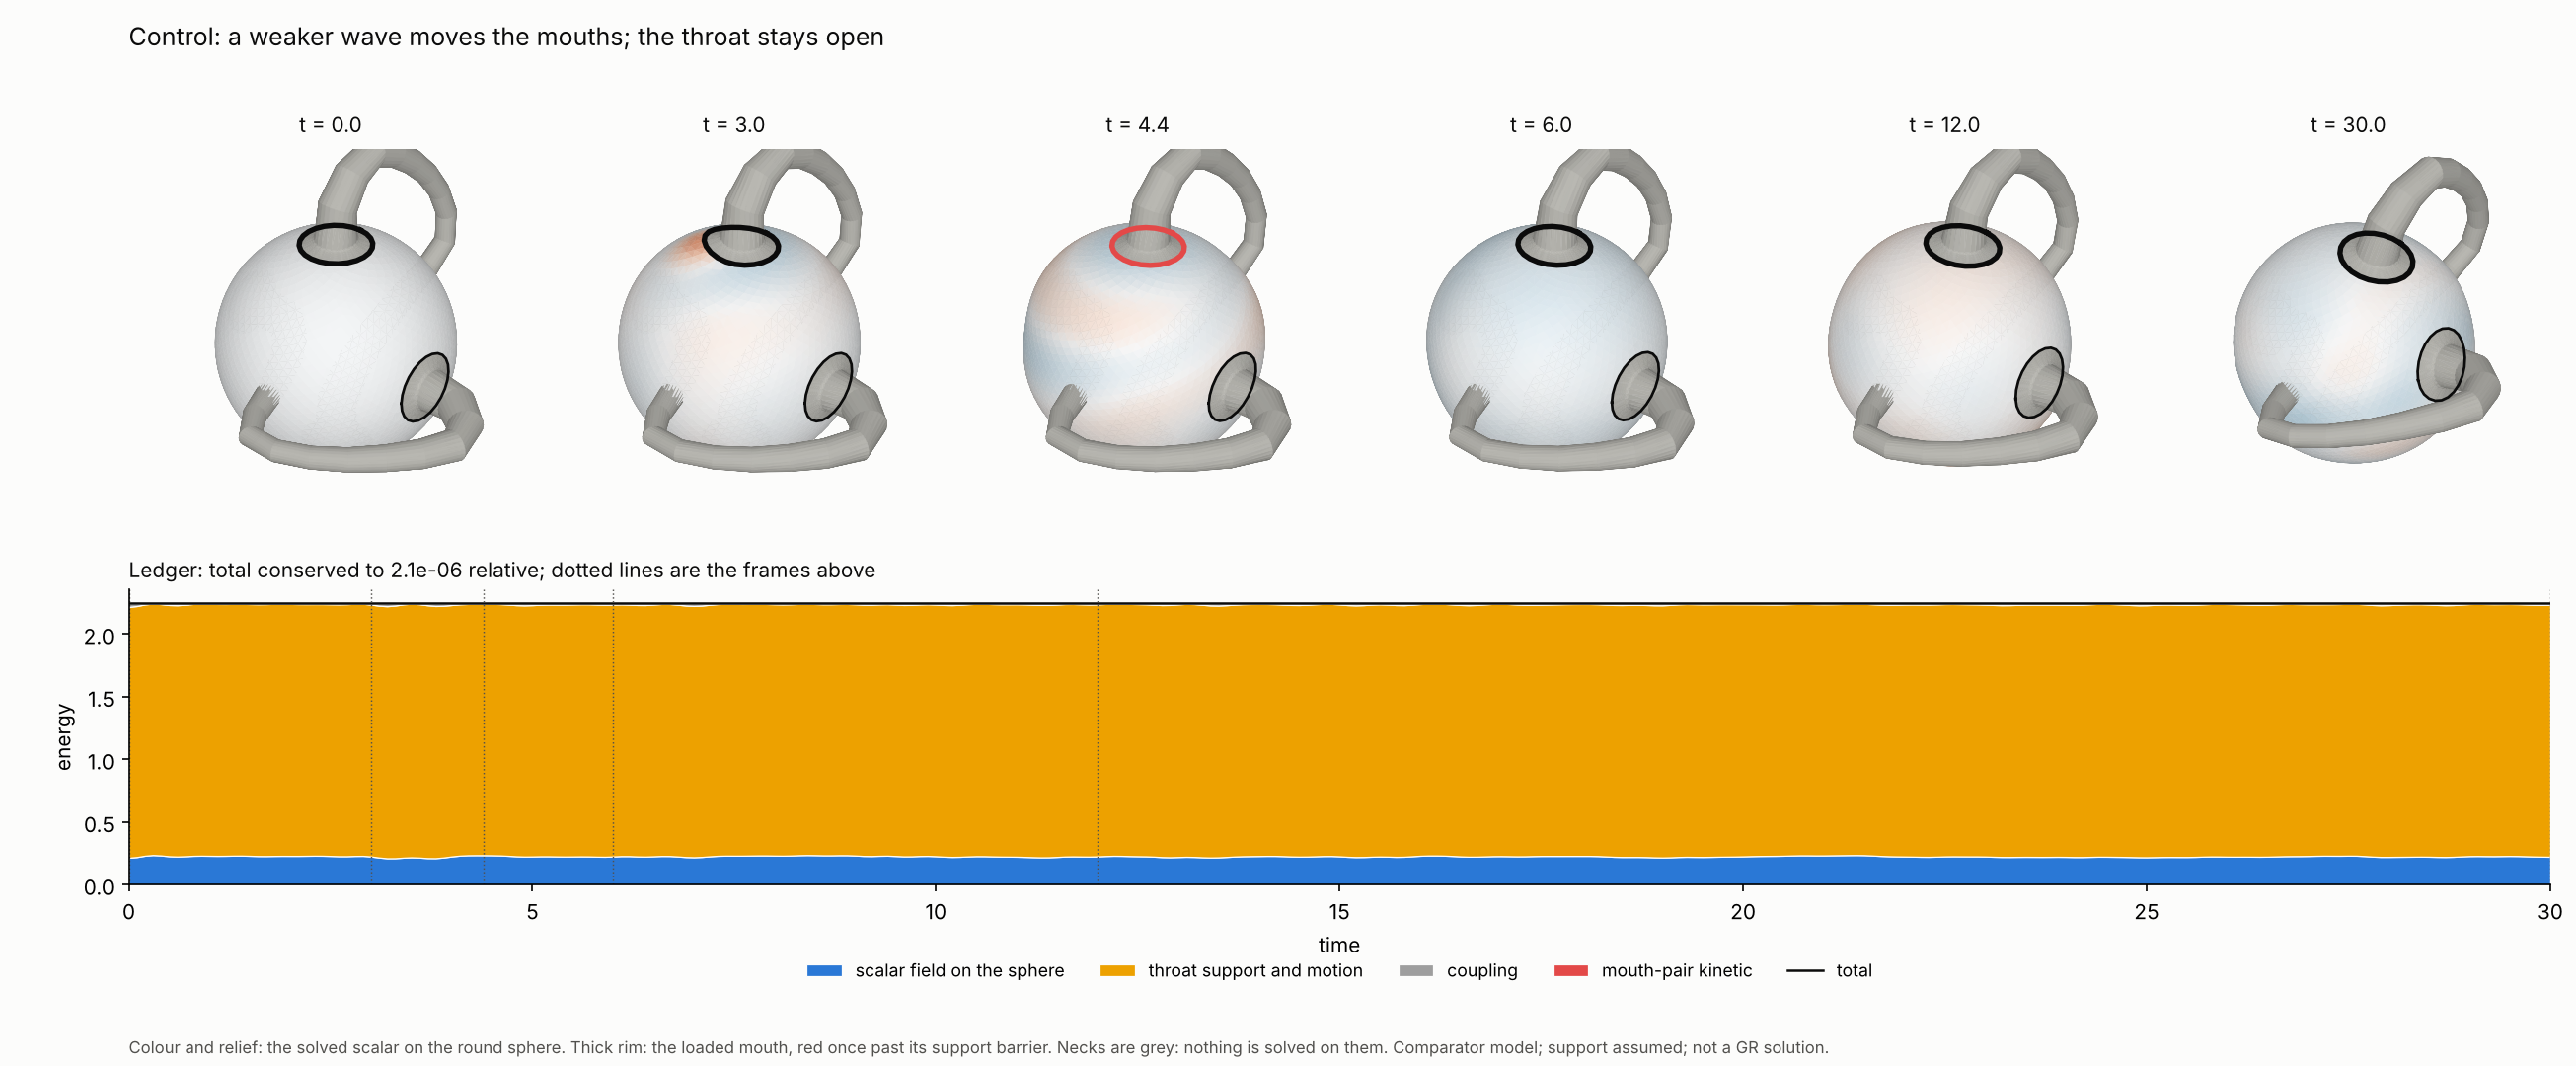 Control: a weaker wave moves the mouths; the throat stays open
t = 0.0
t = 3.0
t = 4.4
t = 6.0
t = 12.0
t = 30.0
Ledger: total conserved to 2.1e-06 relative; dotted lines are the frames above
energy
2.0
1.5
1.0
0.5
0.0
0
5
10
15
20
25
30
time
scalar field on the sphere
throat support and motion
coupling
mouth-pair kinetic
total
Colour and relief: the solved scalar on the round sphere. Thick rim: the loaded mouth, red once past its support barrier. Necks are grey: nothing is solved on them. Comparator model; support assumed; not a GR solution.